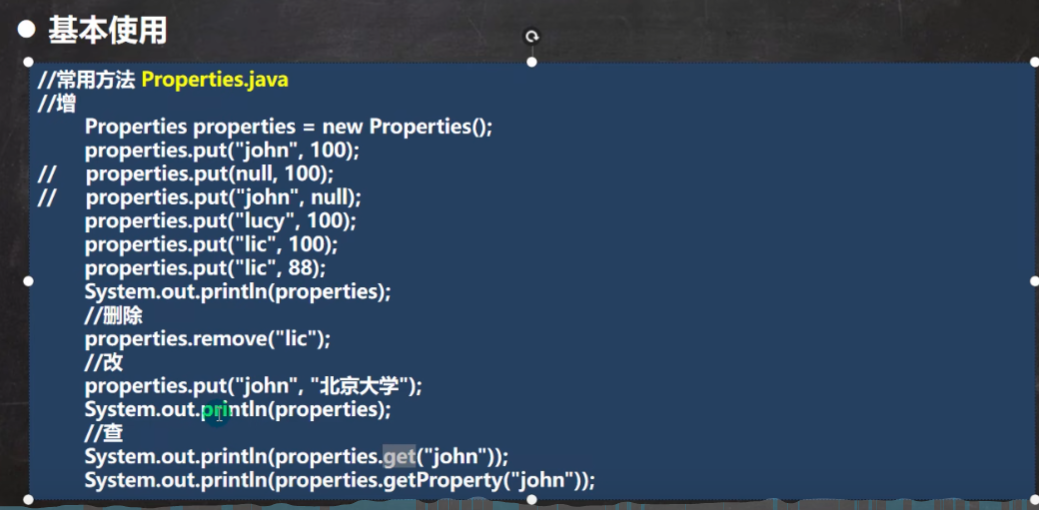 ● 基本使用
//常用方法 Properties.java
//增
Properties properties = new Properties();
properties.put("john", 100);
// properties.put(null, 100);
// properties.put("john", null);
properties.put("lucy", 100);
properties.put("lic", 100);
properties.put("lic", 88);
System.out.println(properties);
//删除
properties.remove("lic");
//改
properties.put("john", "北京大学");
System.out.println(properties);
//查
System.out.println(properties.get("john"));
System.out.println(properties.getProperty("john"));